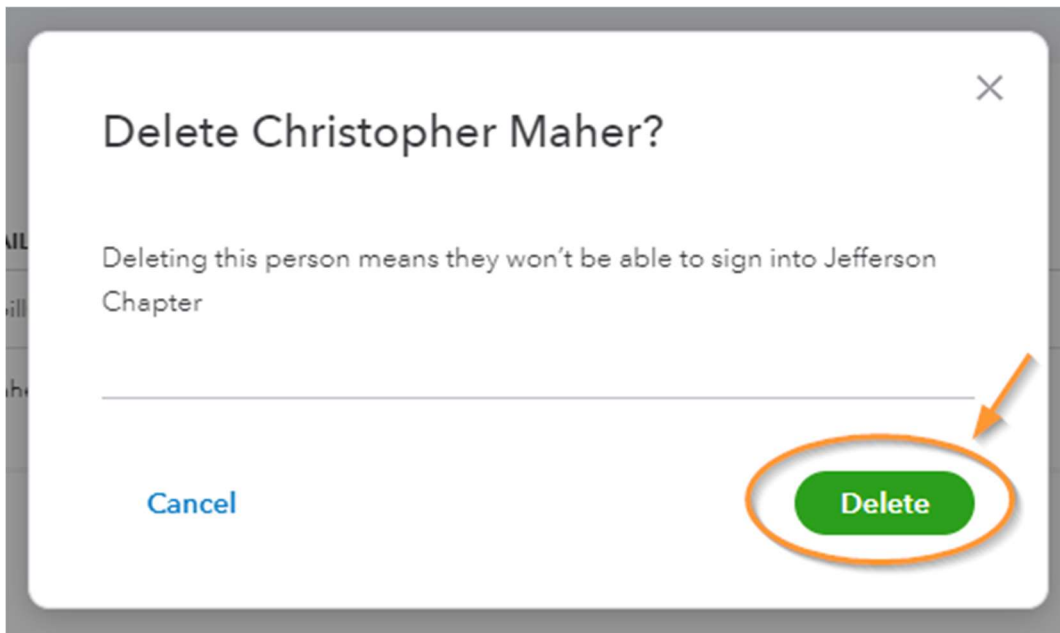 Delete Christopher Maher?
Deleting this person means they won't be able to sign into Jefferson
Chapter
Cancel
Delete